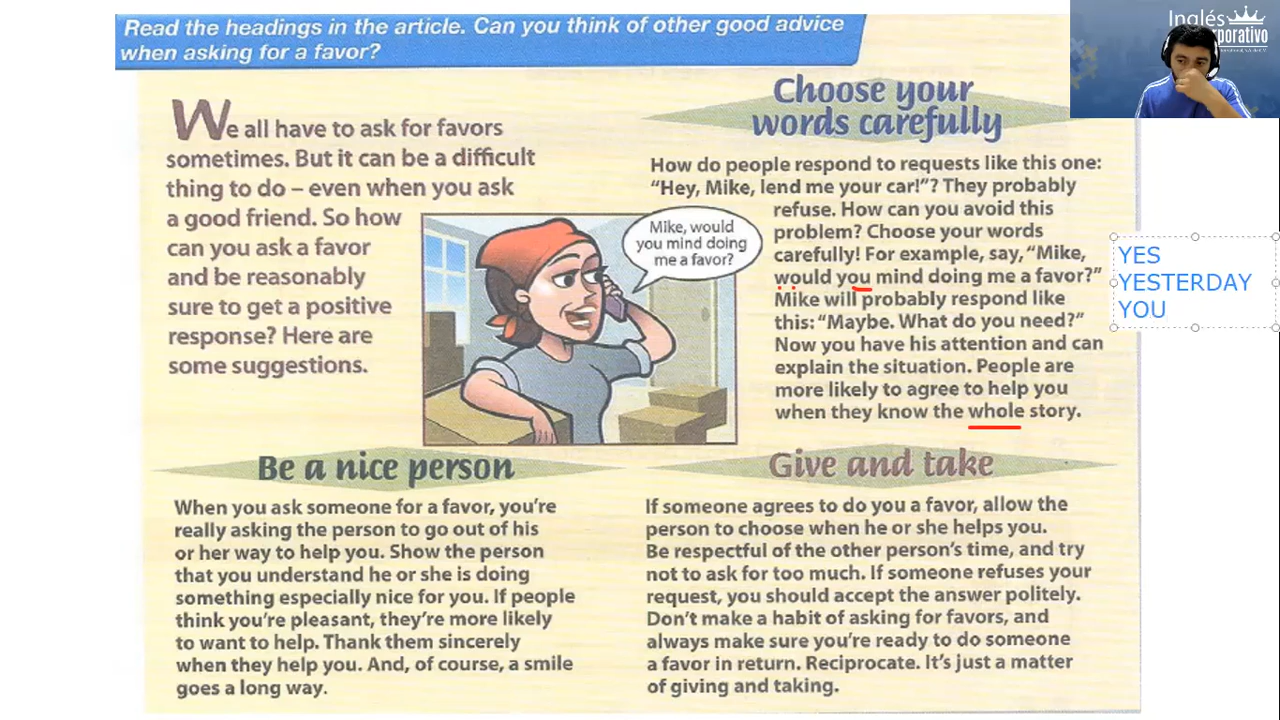 Read the headings in the article. Can you think of other good advice
when asking for a favor?
We all have to ask for favors
sometimes. But it can be a difficult
thing to do – even when you ask
a good friend. So how
can you ask a favor
and be reasonably
sure to get a positive
response? Here are
some suggestions.
Mike, would
you mind doing
me a favor?
Choose your
words carefully
How do people respond to requests like this one:
“Hey, Mike, lend me your car!”? They probably
refuse. How can you avoid this
problem? Choose your words
carefully! For example, say, “Mike,
would you mind doing me a favor?”
Mike will probably respond like
this: “Maybe. What do you need?”
Now you have his attention and can
explain the situation. People are
more likely to agree to help you
when they know the whole story.
Be a nice person
When you ask someone for a favor, you’re
really asking the person to go out of his
or her way to help you. Show the person
that you understand he or she is doing
something especially nice for you. If people
think you’re pleasant, they’re more likely
to want to help. Thank them sincerely
when they help you. And, of course, a smile
goes a long way.
Give and take
If someone agrees to do you a favor, allow the
person to choose when he or she helps you.
Be respectful of the other person’s time, and try
not to ask for too much. If someone refuses your
request, you should accept the answer politely.
Don’t make a habit of asking for favors, and
always make sure you’re ready to do someone
a favor in return. Reciprocate. It’s just a matter
of giving and taking.
YES
YESTERDAY
YOU
Inglés